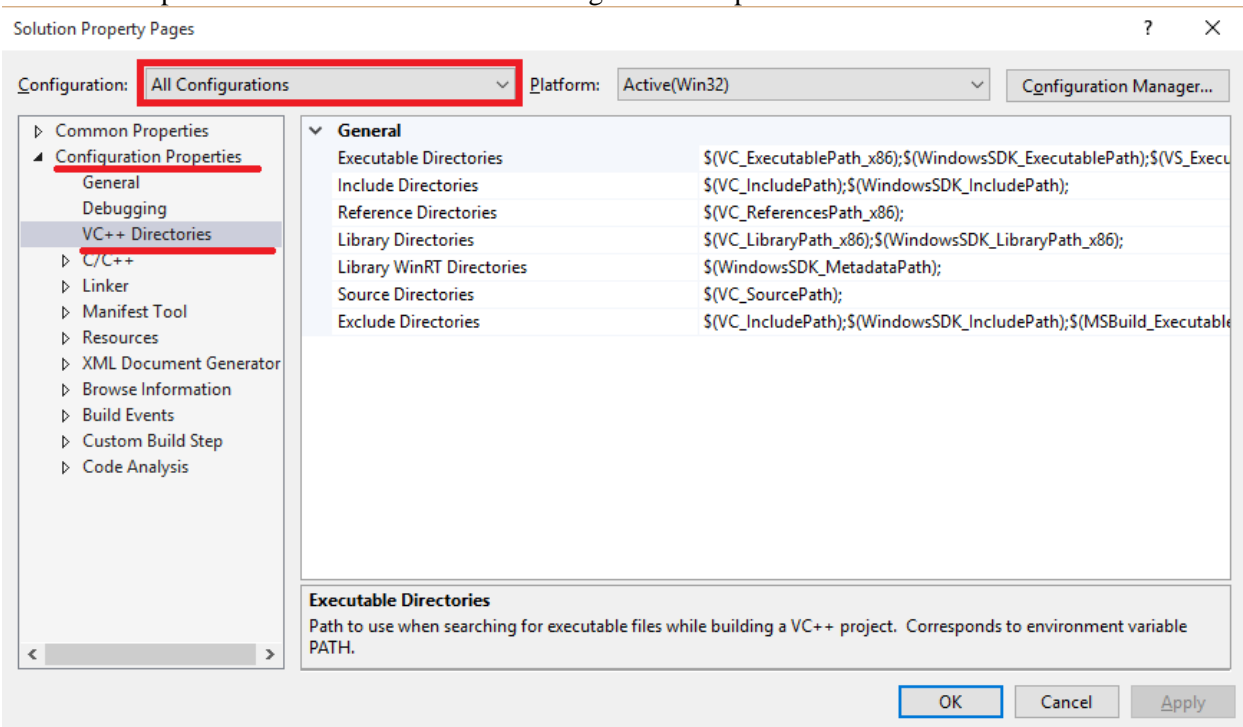 Solution Property Pages ? ×
Configuration: All Configurations Platform: Active(Win32) Configuration Manager...
Common Properties
Configuration Properties
General
Debugging
VC++ Directories
C/C++
Linker
Manifest Tool
Resources
XML Document Generator
Browse Information
Build Events
Custom Build Step
Code Analysis
General
Executable Directories $(VC_ExecutablePath_x86);$(WindowsSDK_ExecutablePath);$(VS_Execu
Include Directories $(VC_IncludePath);$(WindowsSDK_IncludePath);
Reference Directories $(VC_ReferencesPath_x86);
Library Directories $(VC_LibraryPath_x86);$(WindowsSDK_LibraryPath_x86);
Library WinRT Directories $(WindowsSDK_MetadataPath);
Source Directories $(VC_SourcePath);
Exclude Directories $(VC_IncludePath);$(WindowsSDK_IncludePath);$(MSBuild_Executable
Executable Directories
Path to use when searching for executable files while building a VC++ project. Corresponds to environment variable
PATH.
OK Cancel Apply